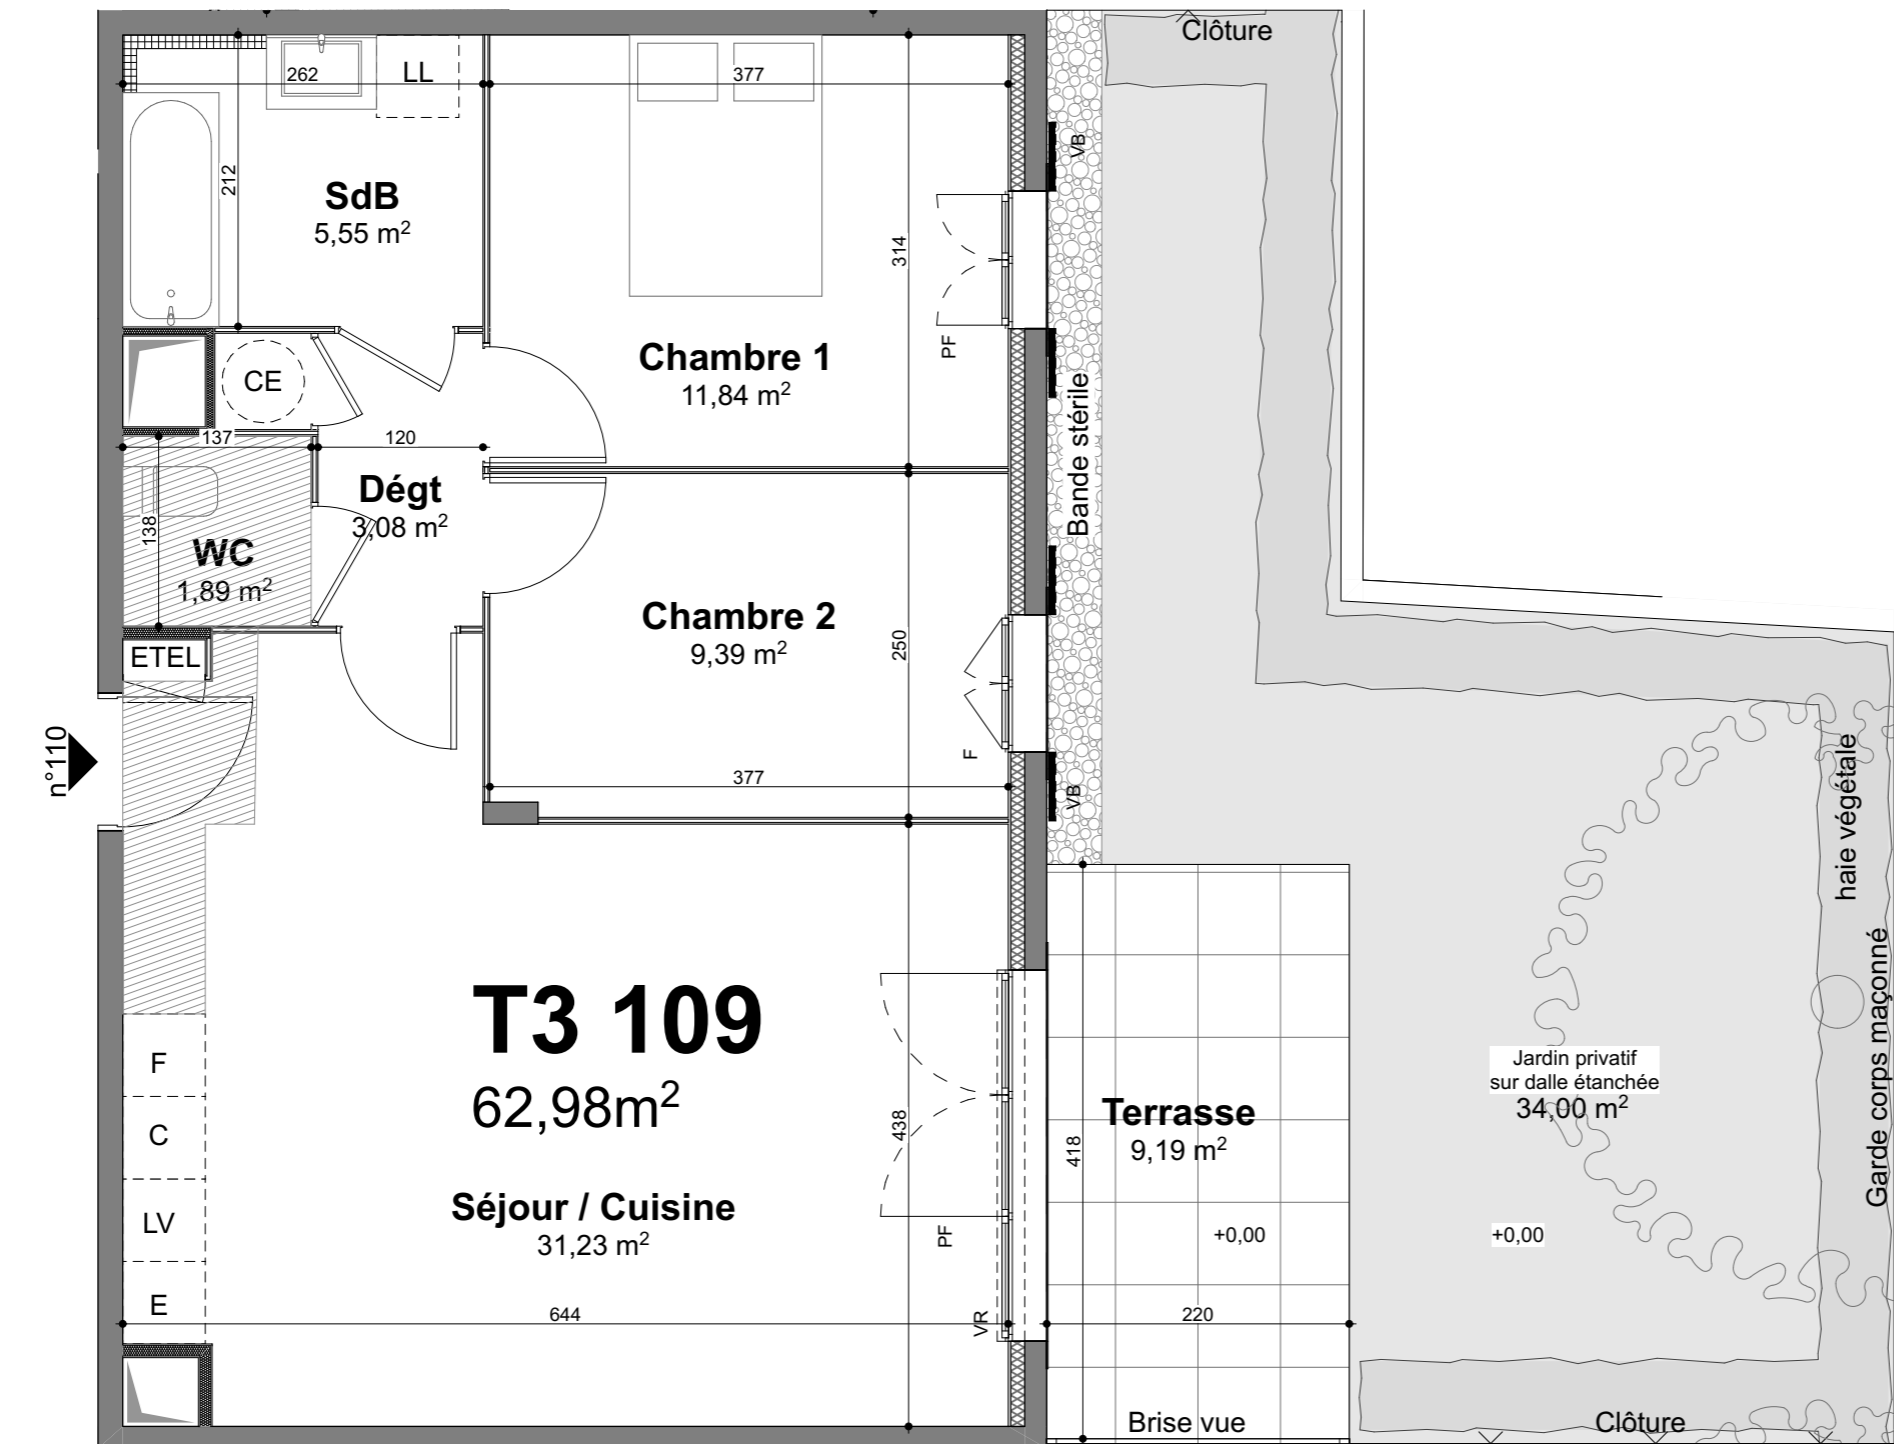 Clôture
262
LL
377
VB
212
SdB
5,55 m²
314
PF
Chambre 1
11,84 m²
CE
Bande stérile
137
120
Dégt
3,08 m²
138
WC
1,89 m²
Chambre 2
9,39 m²
250
ETEL
n°110
F
377
VB
haie végétale
Garde corps maçonné
T3 109
62,98m²
F
C
LV
E
438
418
Terrasse
9,19 m²
Jardin privatif
sur dalle étanchée
34,00 m²
Séjour / Cuisine
31,23 m²
PF
+0,00
+0,00
644
VR
220
Brise vue
Clôture